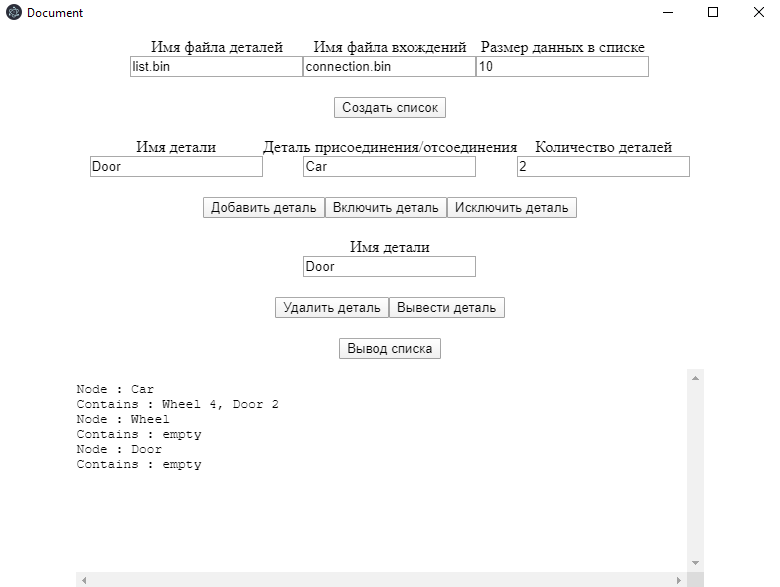 Document
Имя файла деталей Имя файла вхождений Размер данных в списке
list.bin connection.bin 10
Создать список
Имя детали Деталь присоединения/отсоединения Количество деталей
Door Car 2
Добавить деталь Включить деталь Исключить деталь
Имя детали
Door
Удалить деталь Вывести деталь
Вывод списка
Node : Car
Contains : Wheel 4, Door 2
Node : Wheel
Contains : empty
Node : Door
Contains : empty